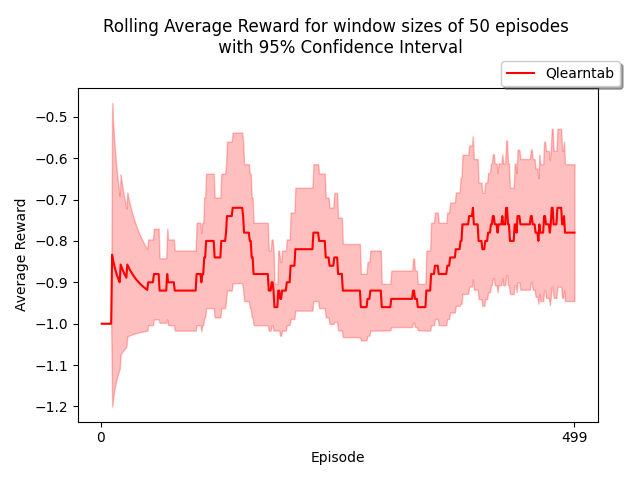 Rolling Average Reward for window sizes of 50 episodes
with 95% Confidence Interval
Qlearntab
−0.5
−0.6
−0.7
−0.8
−0.9
−1.0
−1.1
−1.2
Average Reward
0
499
Episode